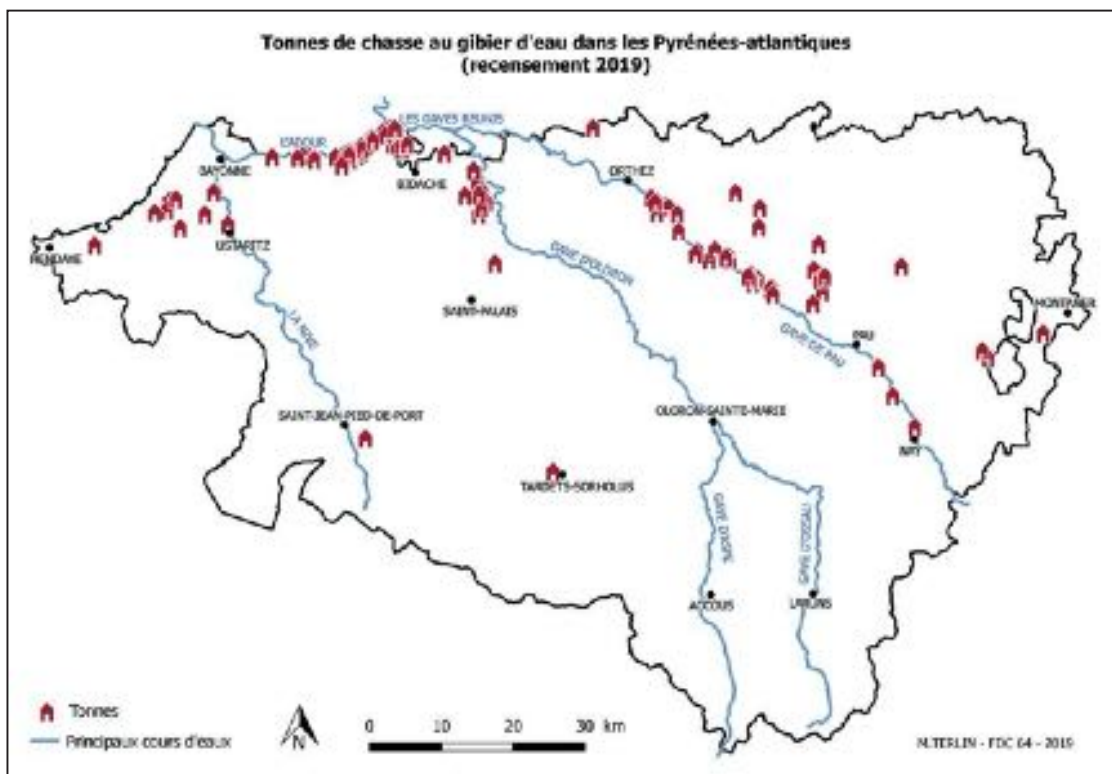 Tonnes de chasse au gibier d'eau dans les Pyrénées-atlantiques
(recensement 2019)
LES GAVES REUNIS
L'ADOUR
BAYONNE
BIDACHE
ORTHEZ
HENDAYE
USTARITZ
GAVE D'OLORON
SAINT-PALAIS
MONTANER
LA NIVE
GAVE DE PAU
PAU
SAINT-JEAN-PIED-DE-PORT
OLORON-SAINTE-MARIE
NAY
TARDETS-SORHOLUS
GAVE D'ASPE
GAVE D'OSSAU
ACCOUS
LARUNS
Tonnes
Principaux cours d'eaux
N
0 10 20 30 km
M.TERLIN - FDC 64 - 2019